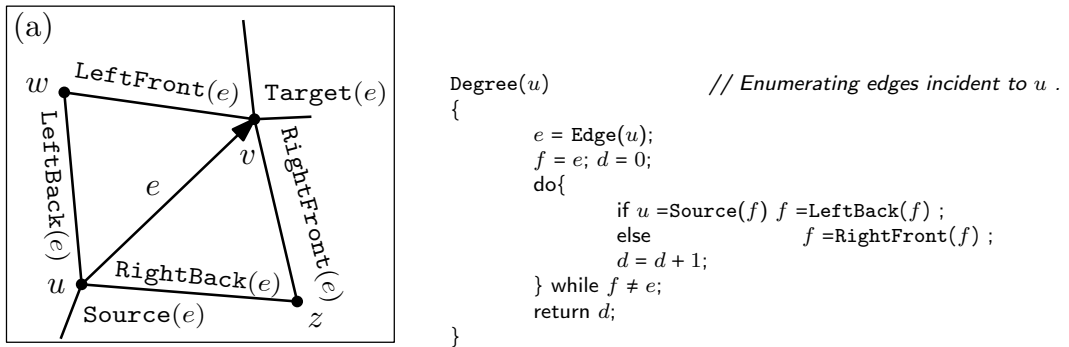 (a)
LeftFront(e)
w
Target(e)
LeftBack(e)
v
RightFront(e)
e
u
RightBack(e)
Source(e)
z
Degree(u) // Enumerating edges incident to u .
{
e = Edge(u);
f = e; d = 0;
do{
if u =Source(f) f =LeftBack(f) ;
else f =RightFront(f) ;
d = d + 1;
} while f ≠ e;
return d;
}